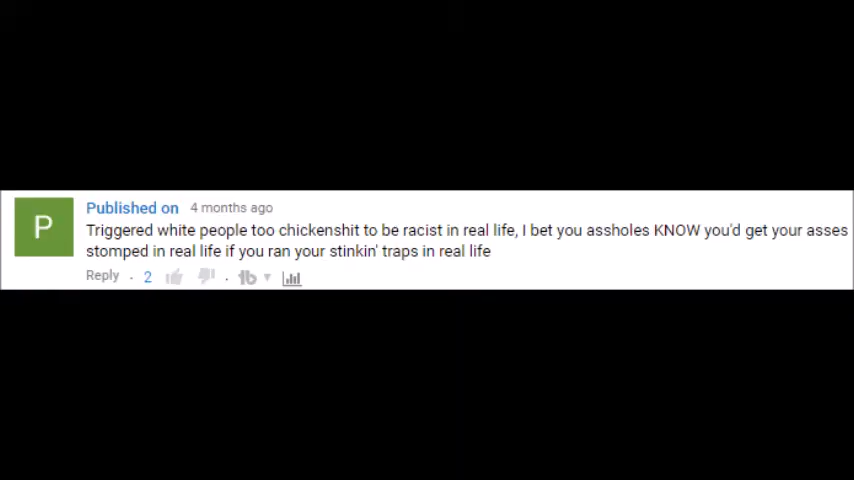 P
Published on 4 months ago
Triggered white people too chickenshit to be racist in real life, I bet you assholes KNOW you'd get your asses
stomped in real life if you ran your stinkin' traps in real life
Reply · 2 · tb